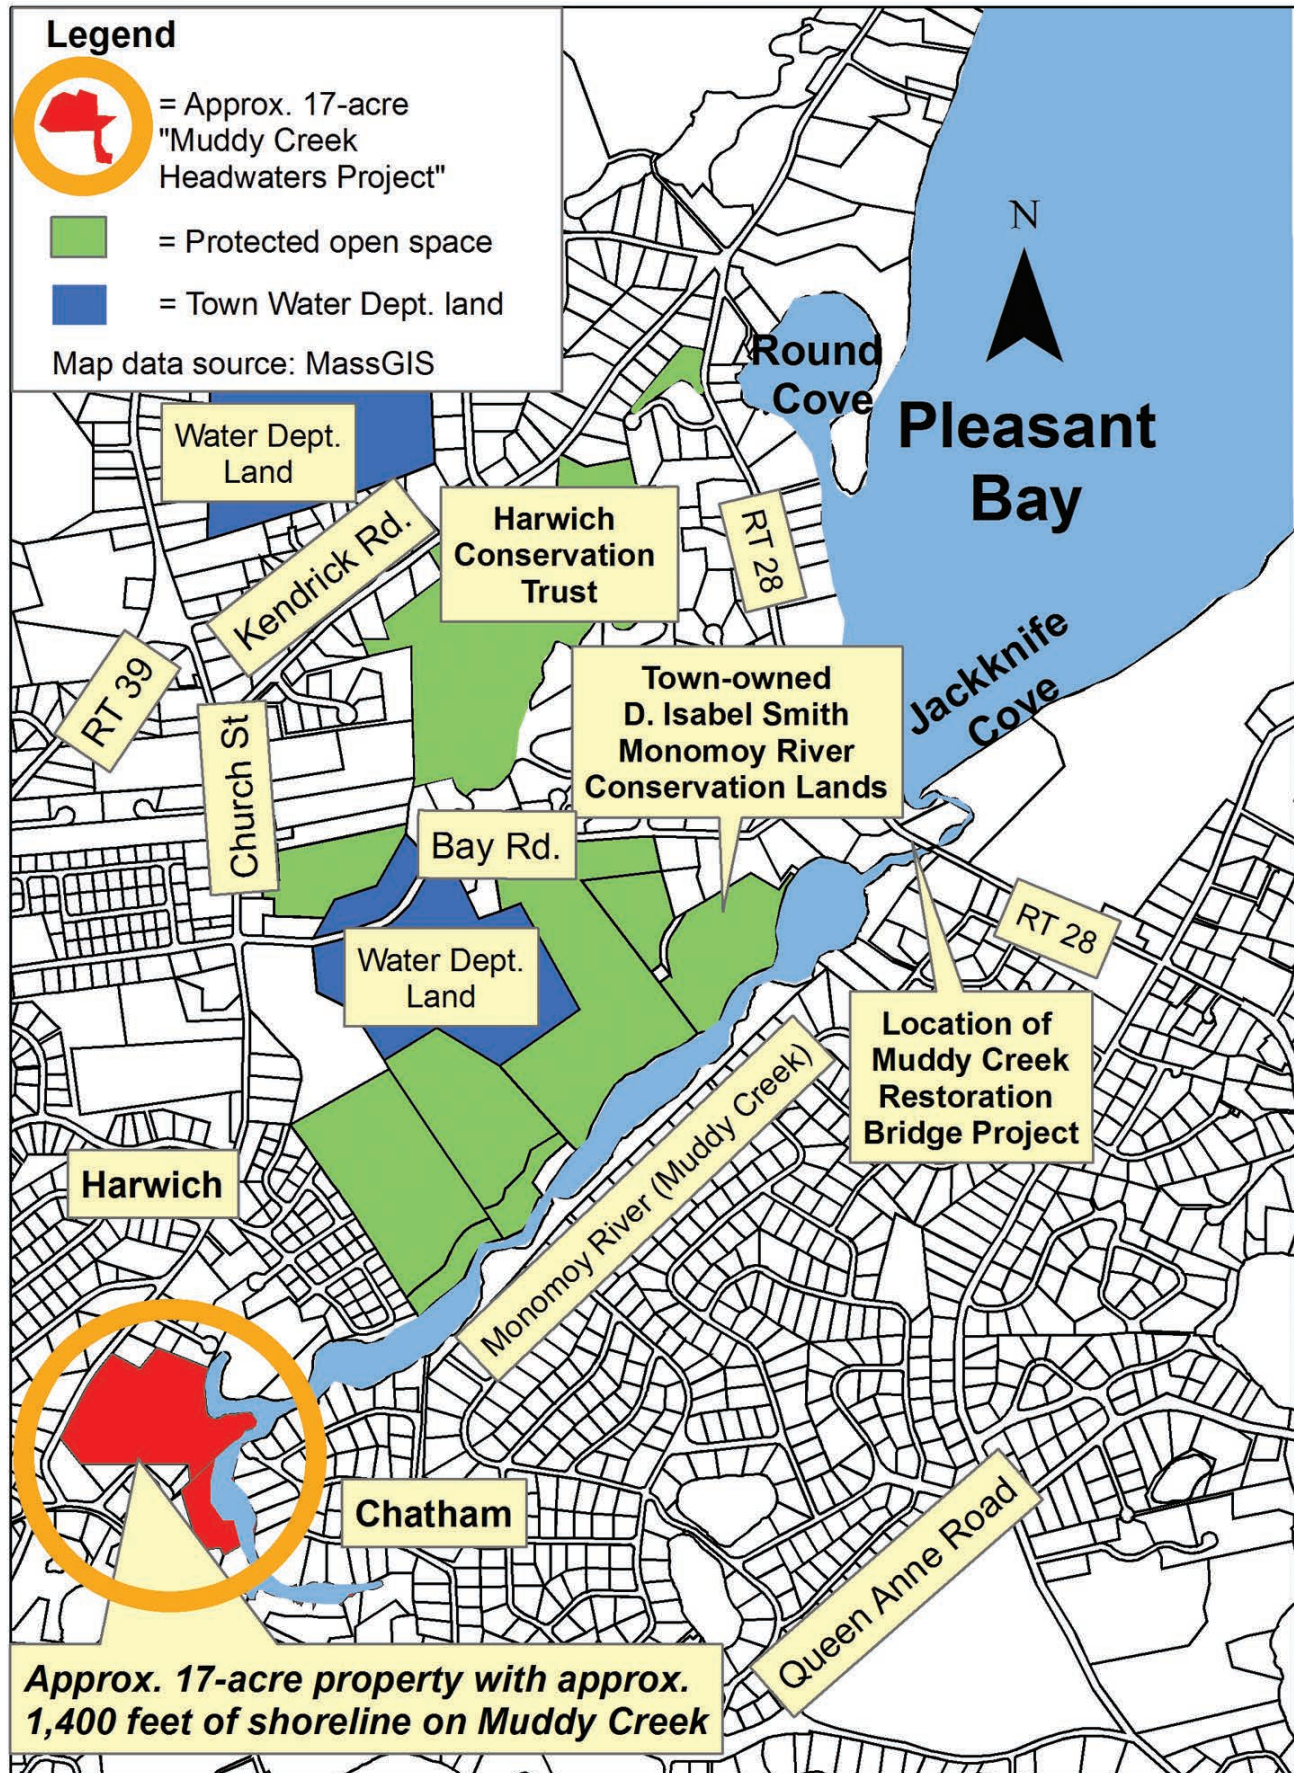 Legend
= Approx. 17-acre
"Muddy Creek
Headwaters Project"
= Protected open space
= Town Water Dept. land
Map data source: MassGIS
N
Round
Cove
Pleasant
Bay
Water Dept.
Land
Kendrick Rd.
Harwich
Conservation
Trust
RT 28
RT 39
Church St
Town-owned
D. Isabel Smith
Monomoy River
Conservation Lands
Jackknife
Cove
Bay Rd.
Water Dept.
Land
RT 28
Location of
Muddy Creek
Restoration
Bridge Project
Monomoy River (Muddy Creek)
Harwich
Chatham
Queen Anne Road
Approx. 17-acre property with approx.
1,400 feet of shoreline on Muddy Creek